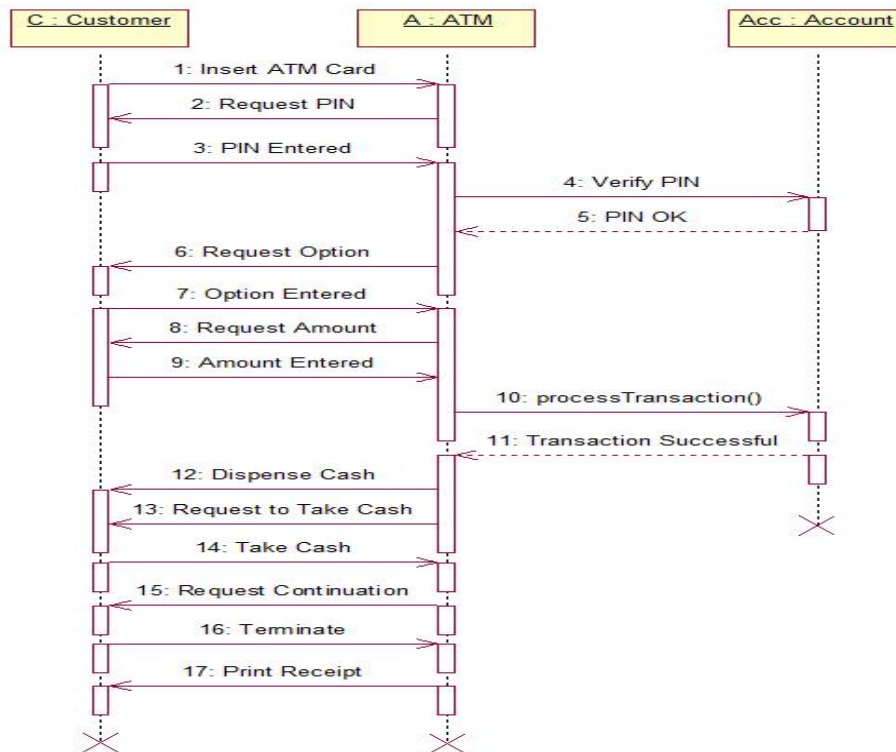 C : Customer
A : ATM
Acc : Account
1: Insert ATM Card
2: Request PIN
3: PIN Entered
4: Verify PIN
5: PIN OK
6: Request Option
7: Option Entered
8: Request Amount
9: Amount Entered
10: processTransaction()
11: Transaction Successful
12: Dispense Cash
13: Request to Take Cash
14: Take Cash
15: Request Continuation
16: Terminate
17: Print Receipt